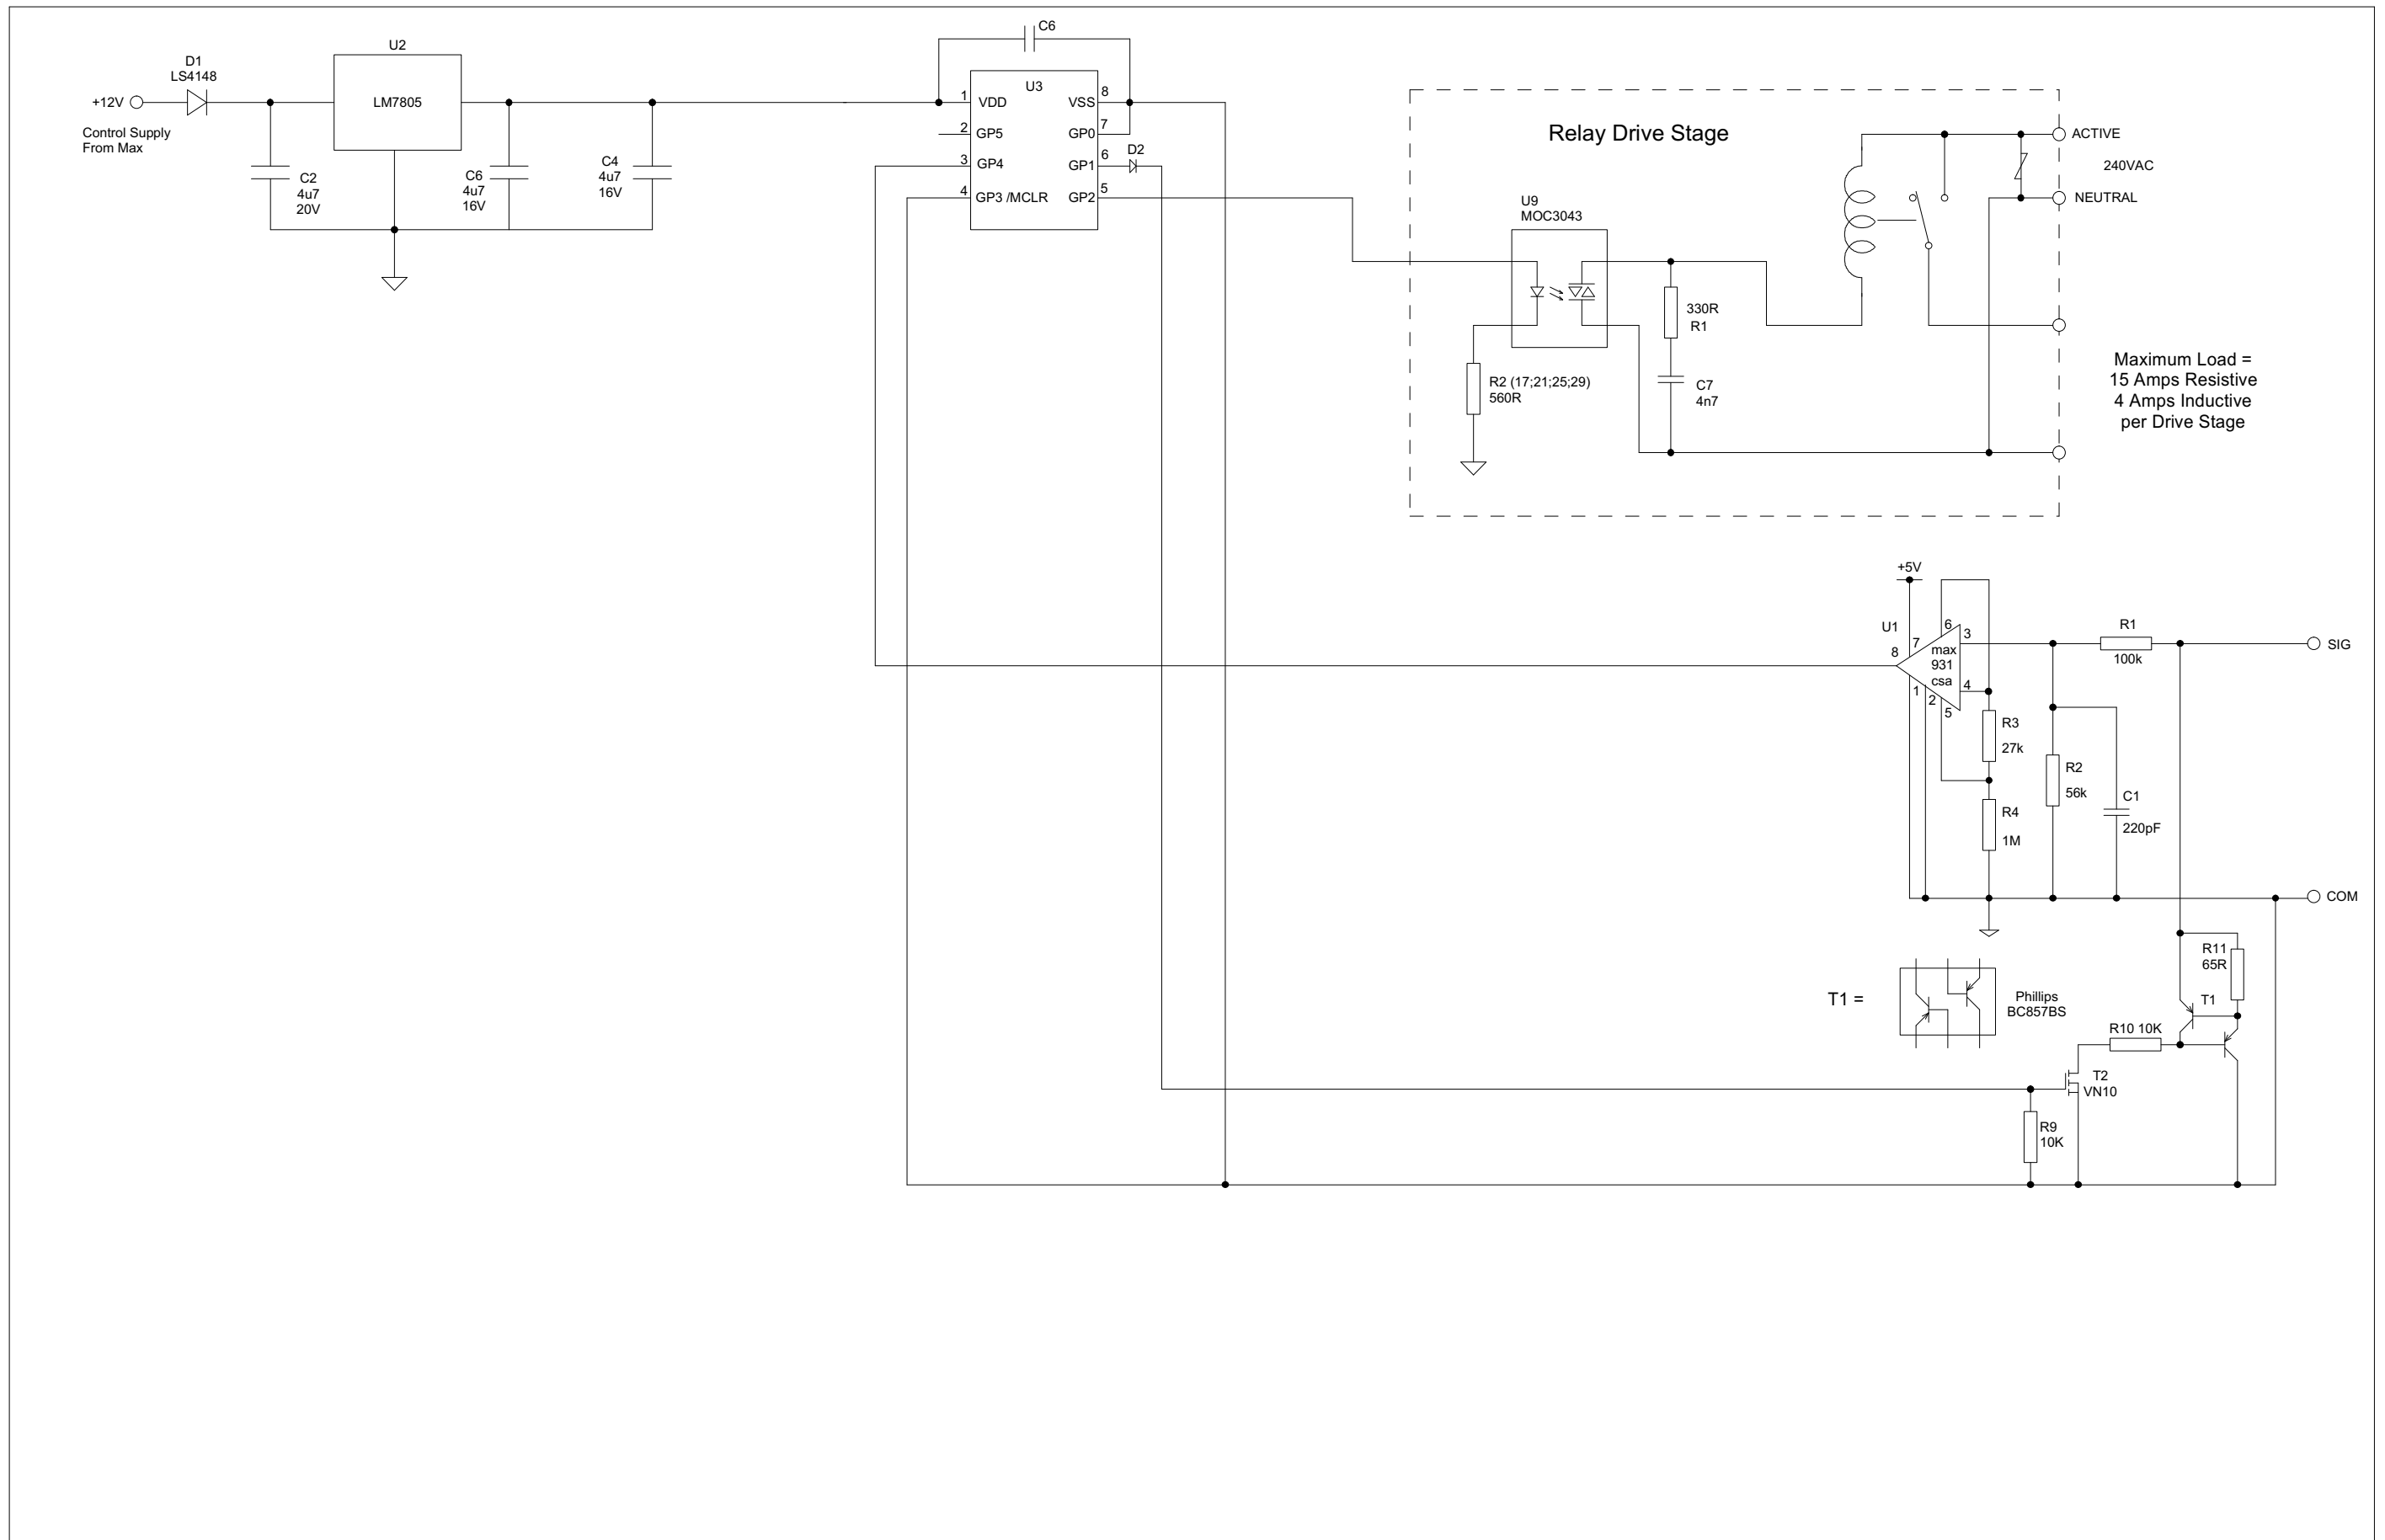 +12V
Control Supply
From Max
D1
LS4148
U2
LM7805
C2
4u7
20V
C6
4u7
16V
C4
4u7
16V
C6
U3
1
VDD
2
GP5
3
GP4
4
GP3 /MCLR
VSS
8
GP0
7
GP1
6
GP2
5
D2
Relay Drive Stage
U9
MOC3043
R2 (17;21;25;29)
560R
330R
R1
C7
4n7
ACTIVE
240VAC
NEUTRAL
Maximum Load =
15 Amps Resistive
4 Amps Inductive
per Drive Stage
+5V
U1
8
7
6
3
max
931
csa
4
1
2
5
R3
27k
R4
1M
R1
100k
SIG
R2
56k
C1
220pF
COM
R11
65R
T1 =
Phillips
BC857BS
T1
R10 10K
T2
VN10
R9
10K